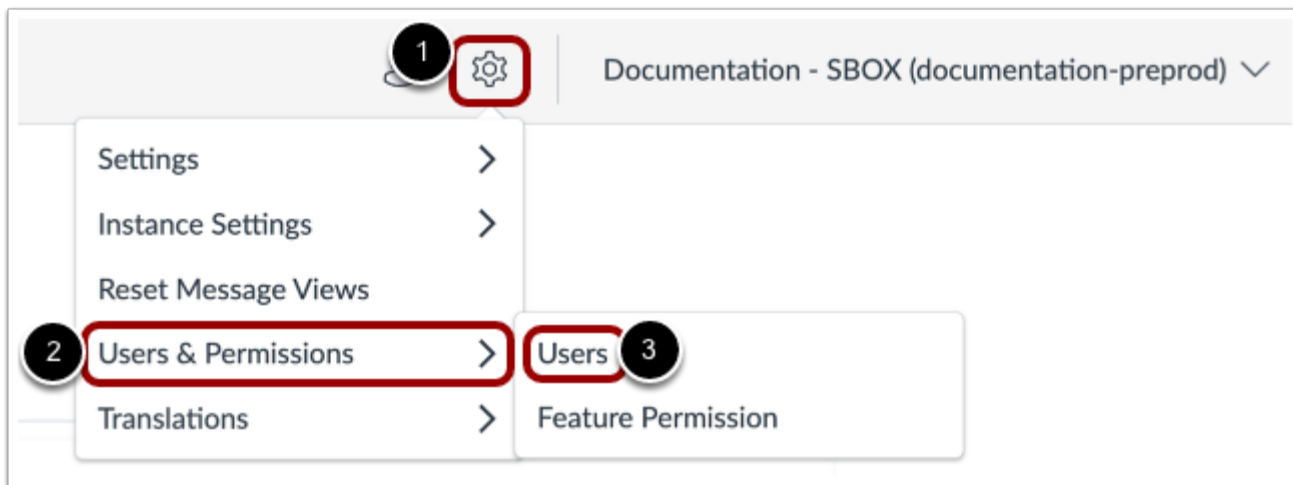 1
Documentation - SBOX (documentation-preprod)
Settings
Instance Settings
Reset Message Views
2 Users & Permissions
Users 3
Translations
Feature Permission